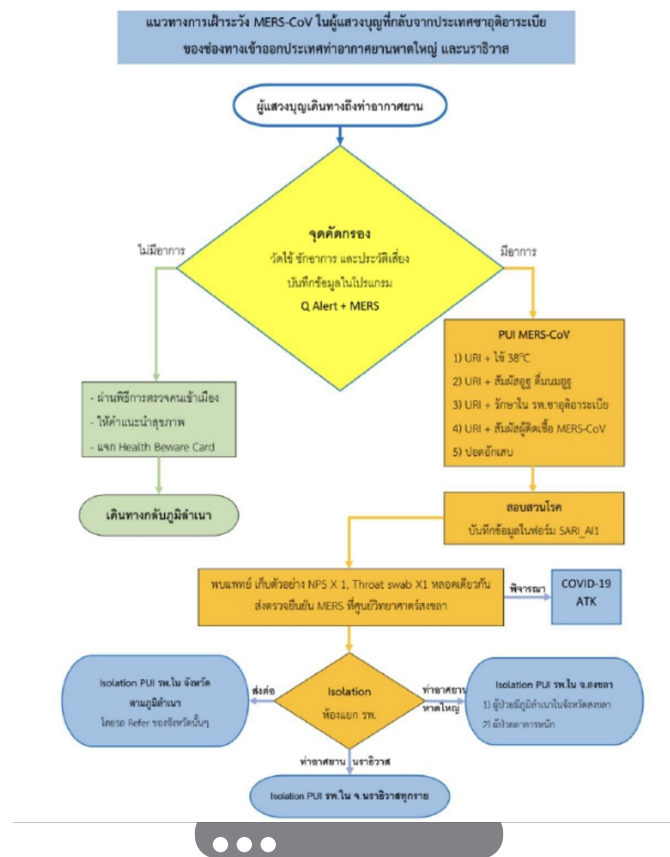 แนวทางการเฝ้าระวัง MERS-CoV ในผู้แสวงบุญที่กลับจากประเทศซาอุดิอาระเบีย
ของช่องทางเข้าออกประเทศท่าอากาศยานหาดใหญ่ และนราธิวาส
ผู้แสวงบุญเดินทางถึงท่าอากาศยาน
จุดคัดกรอง
วัดไข้ ซักอาการ และประวัติเสี่ยง
บันทึกข้อมูลในโปรแกรม
Q Alert + MERS
ไม่มีอาการ
มีอาการ
- ผ่านพิธีการตรวจคนเข้าเมือง
- ให้คำแนะนำสุขภาพ
- แจก Health Beware Card
เดินทางกลับภูมิลำเนา
PUI MERS-CoV
1) URI + ไข้ 38°C
2) URI + สัมผัสอูฐ ดื่มนมอูฐ
3) URI + รักษาใน รพ.ซาอุดิอาระเบีย
4) URI + สัมผัสผู้ติดเชื้อ MERS-CoV
5) ปอดอักเสบ
สอบสวนโรค
บันทึกข้อมูลในฟอร์ม SARI_AI1
พบแพทย์ เก็บตัวอย่าง NPS X 1, Throat swab X1 หลอดเดียวกัน
ส่งตรวจยืนยัน MERS ที่ศูนย์วิทยาศาตร์สงขลา
พิจารณา
COVID-19
ATK
Isolation
ห้องแยก รพ.
ส่งต่อ
Isolation PUI รพ.ใน จังหวัด
ตามภูมิลำเนา
โดยรถ Refer ของจังหวัดนั้นๆ
ท่าอาศยาน
หาดใหญ่
Isolation PUI รพ.ใน จ.สงขลา
1) ผู้ป่วยมีภูมิลำเนาในจังหวัดสงขลา
2) ผู้ป่วยอาการหนัก
ท่าอาศยาน นราธิวาส
Isolation PUI รพ.ใน จ.นราธิวาสทุกราย